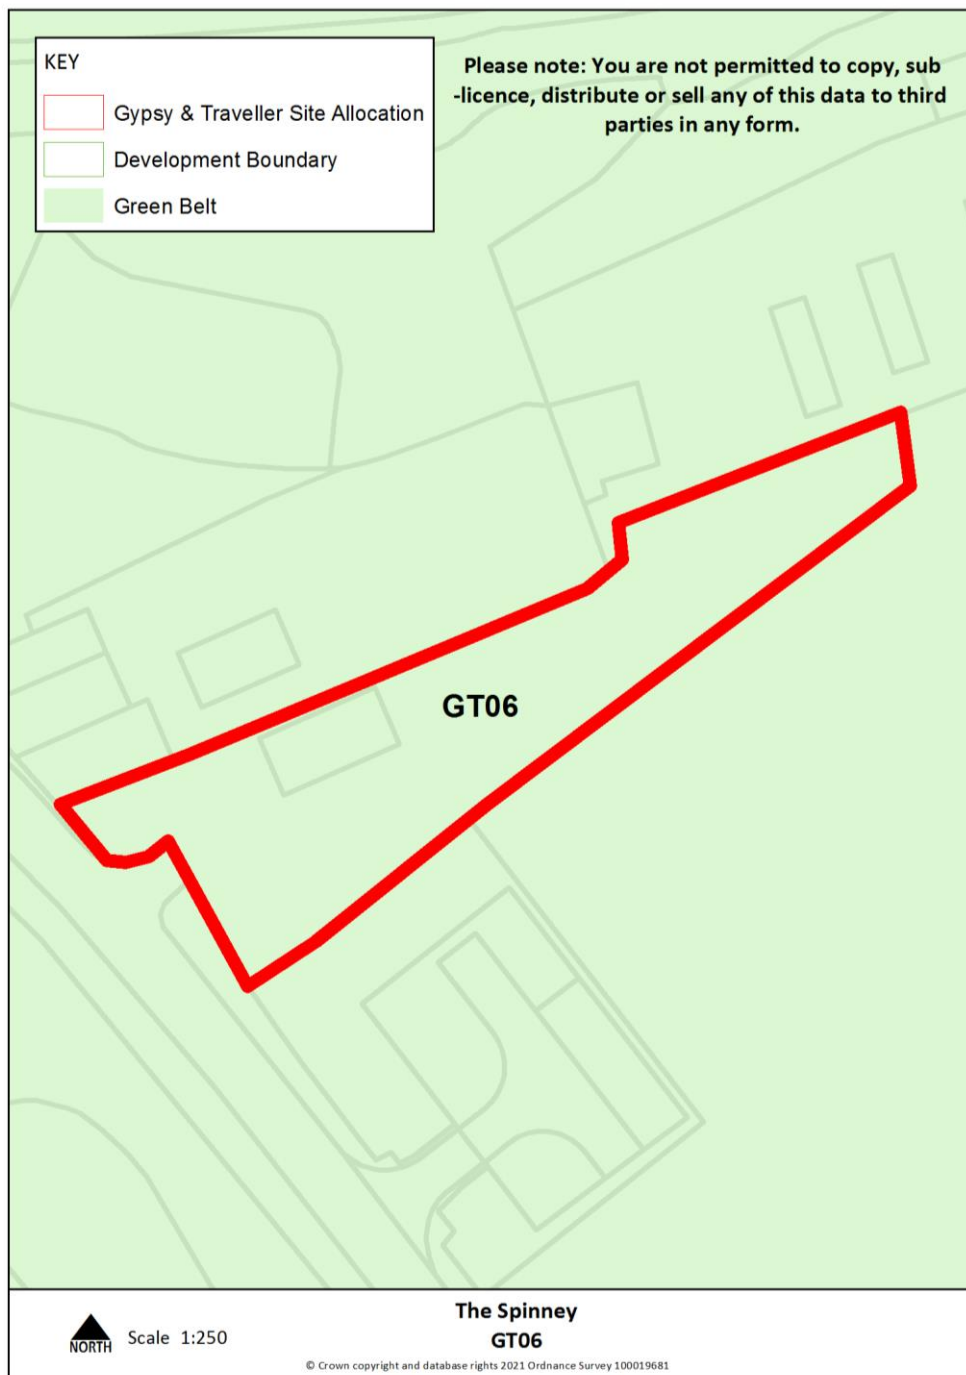 KEY
Gypsy & Traveller Site Allocation
Development Boundary
Green Belt
Please note: You are not permitted to copy, sub
-licence, distribute or sell any of this data to third
parties in any form.
GT06
NORTH
Scale 1:250
The Spinney
GT06
© Crown copyright and database rights 2021 Ordnance Survey 100019681